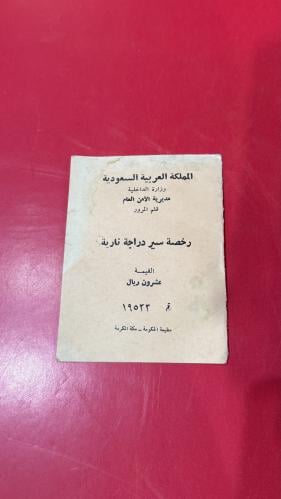 المملكة العربية السعودية
وزارة الداخلية
مديرية الأمن العام
قلم المرور
رخصة سير دراجة نارية
القيمة
عشرون ريال
رقم ١٩٥٢٣
مطبعة الحكومة - مكة المكرمة